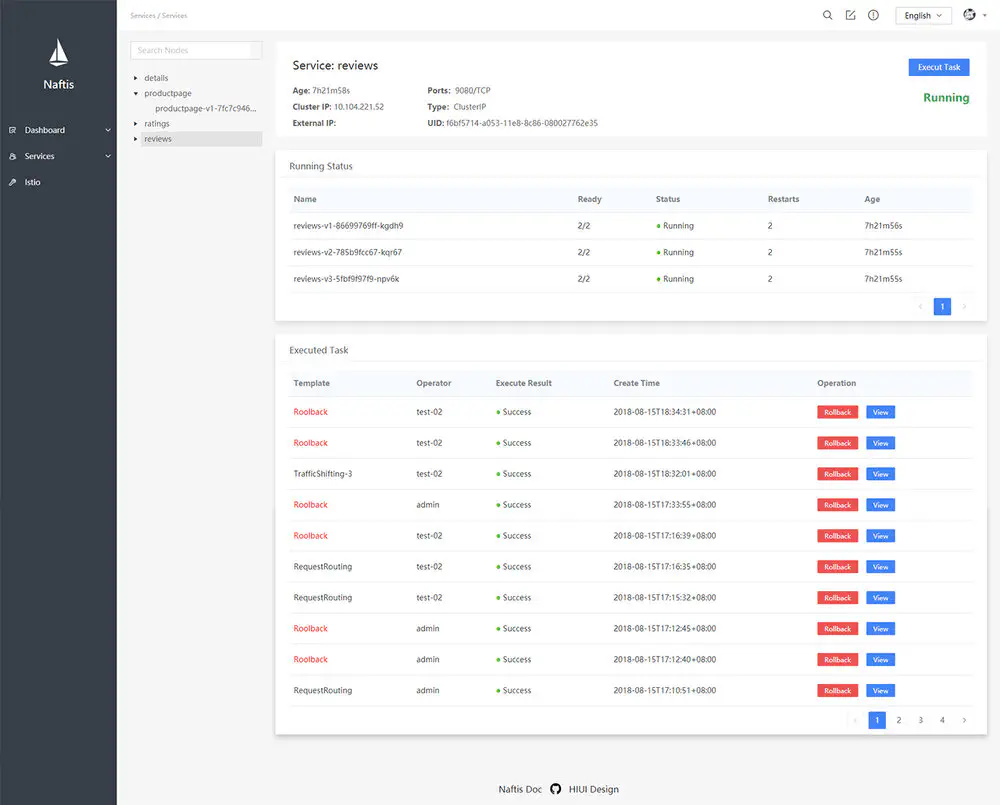 Naftis
Dashboard
Services
Istio
Services / Services
English
Search Nodes
details
productpage
productpage-v1-7fc7c946...
ratings
reviews
Service: reviews
Execut Task
Age: 7h21m58s Ports: 9080/TCP
Running
Cluster IP: 10.104.221.52 Type: ClusterIP
External IP: UID: f6bf5714-a053-11e8-8c86-080027762e35
Running Status
Name Ready Status Restarts Age
reviews-v1-86699769ff-kgdh9 2/2 Running 2 7h21m56s
reviews-v2-785b9fcc67-kqr67 2/2 Running 2 7h21m55s
reviews-v3-5fbf9f97f9-npv6k 2/2 Running 2 7h21m55s
1
Executed Task
Template Operator Execute Result Create Time Operation
Roolback test-02 Success 2018-08-15T18:34:31+08:00 Rollback View
Roolback test-02 Success 2018-08-15T18:33:46+08:00 Rollback View
TrafficShifting-3 test-02 Success 2018-08-15T18:32:01+08:00 Rollback View
Roolback admin Success 2018-08-15T17:33:55+08:00 Rollback View
Roolback test-02 Success 2018-08-15T17:16:39+08:00 Rollback View
RequestRouting test-02 Success 2018-08-15T17:16:35+08:00 Rollback View
RequestRouting test-02 Success 2018-08-15T17:15:32+08:00 Rollback View
Roolback admin Success 2018-08-15T17:12:45+08:00 Rollback View
Roolback admin Success 2018-08-15T17:12:40+08:00 Rollback View
RequestRouting admin Success 2018-08-15T17:10:51+08:00 Rollback View
1 2 3 4
Naftis Doc HIUI Design